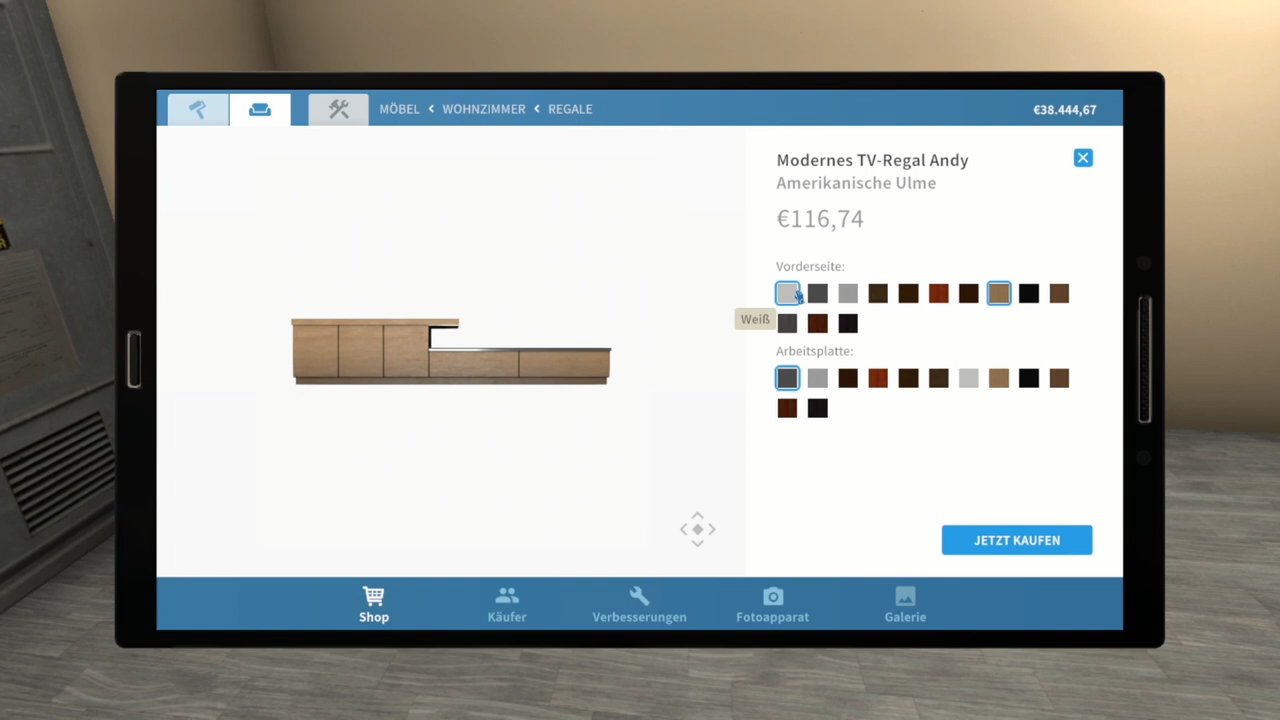 MÖBEL < WOHNZIMMER < REGALE
€38.444,67
Modernes TV-Regal Andy
Amerikanische Ulme
€116,74
Vorderseite:
Weiß
Arbeitsplatte:
JETZT KAUFEN
Shop
Käufer
Verbesserungen
Fotoapparat
Galerie